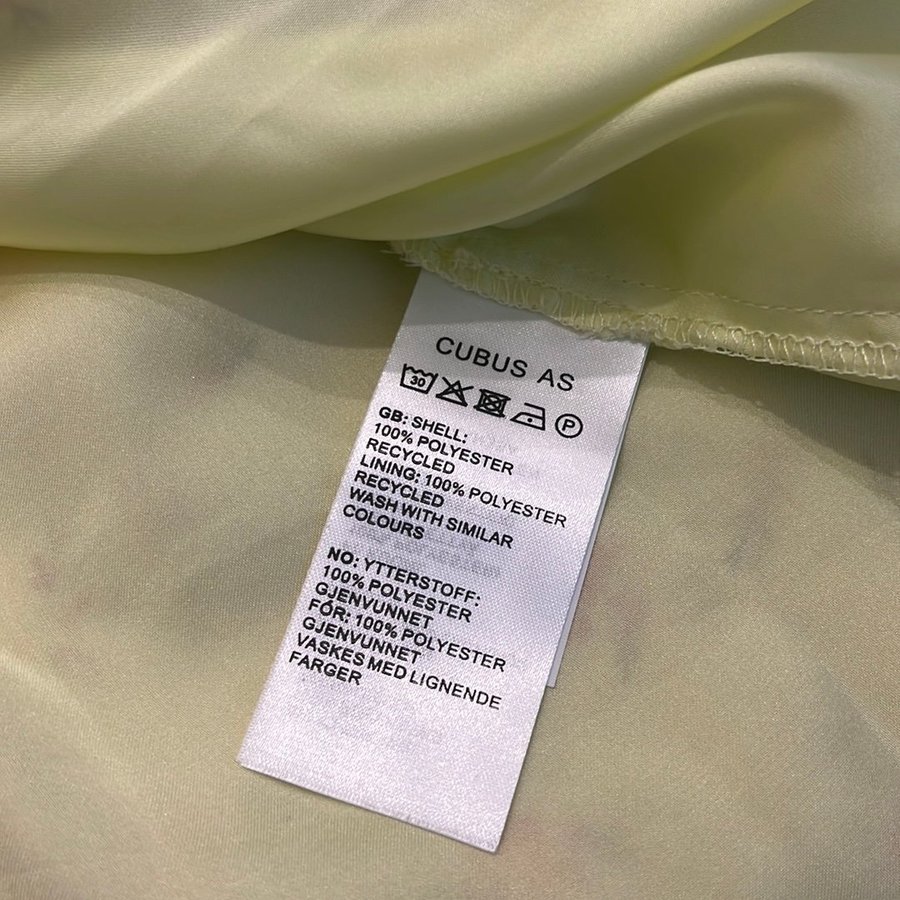 CUBUS AS
30 P
GB: SHELL:
100% POLYESTER
RECYCLED
LINING: 100% POLYESTER
RECYCLED
WASH WITH SIMILAR
COLOURS
NO: YTTERSTOFF:
100% POLYESTER
GJENVUNNET
FÓR: 100% POLYESTER
GJENVUNNET
VASKES MED LIGNENDE
FARGER